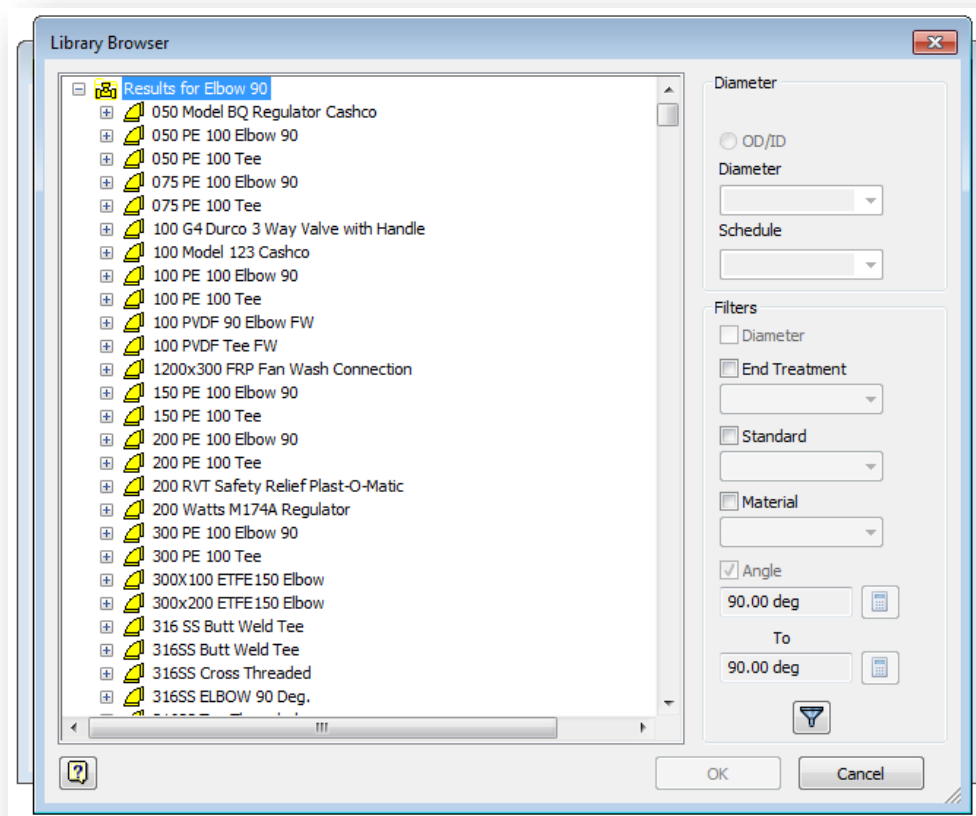 Library Browser
Results for Elbow 90
050 Model BQ Regulator Cashco
050 PE 100 Elbow 90
050 PE 100 Tee
075 PE 100 Elbow 90
075 PE 100 Tee
100 G4 Durco 3 Way Valve with Handle
100 Model 123 Cashco
100 PE 100 Elbow 90
100 PE 100 Tee
100 PVDF 90 Elbow FW
100 PVDF Tee FW
1200x300 FRP Fan Wash Connection
150 PE 100 Elbow 90
150 PE 100 Tee
200 PE 100 Elbow 90
200 PE 100 Tee
200 RVT Safety Relief Plast-O-Matic
200 Watts M174A Regulator
300 PE 100 Elbow 90
300 PE 100 Tee
300X100 ETFE150 Elbow
300x200 ETFE150 Elbow
316 SS Butt Weld Tee
316SS Butt Weld Tee
316SS Cross Threaded
316SS ELBOW 90 Deg.
Diameter
OD/ID
Diameter
Schedule
Filters
Diameter
End Treatment
Standard
Material
Angle
90.00 deg
To
90.00 deg
OK
Cancel